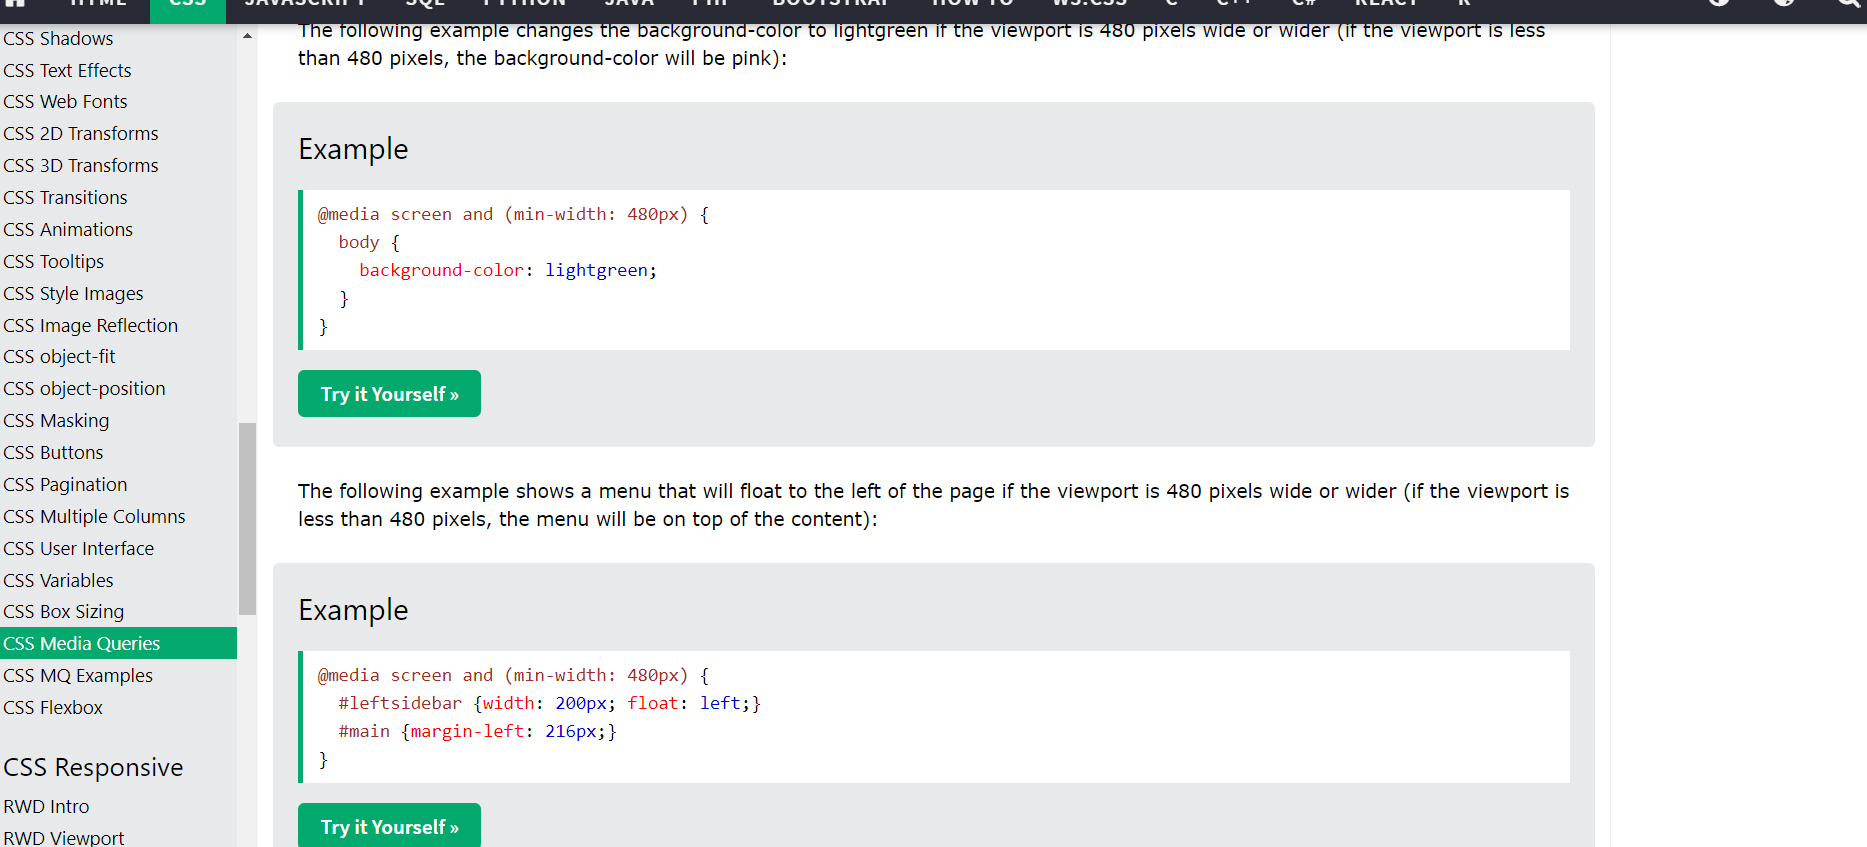 HTML CSS JAVASCRIPT SQL PYTHON JAVA PHP BOOTSTRAP HOW TO W3.CSS C C++ C# REACT R
CSS Shadows
CSS Text Effects
CSS Web Fonts
CSS 2D Transforms
CSS 3D Transforms
CSS Transitions
CSS Animations
CSS Tooltips
CSS Style Images
CSS Image Reflection
CSS object-fit
CSS object-position
CSS Masking
CSS Buttons
CSS Pagination
CSS Multiple Columns
CSS User Interface
CSS Variables
CSS Box Sizing
CSS Media Queries
CSS MQ Examples
CSS Flexbox
CSS Responsive
RWD Intro
RWD Viewport
The following example changes the background-color to lightgreen if the viewport is 480 pixels wide or wider (if the viewport is less
than 480 pixels, the background-color will be pink):
Example
@media screen and (min-width: 480px) {
  body {
    background-color: lightgreen;
  }
}
Try it Yourself »
The following example shows a menu that will float to the left of the page if the viewport is 480 pixels wide or wider (if the viewport is
less than 480 pixels, the menu will be on top of the content):
Example
@media screen and (min-width: 480px) {
  #leftsidebar {width: 200px; float: left;}
  #main {margin-left: 216px;}
}
Try it Yourself »